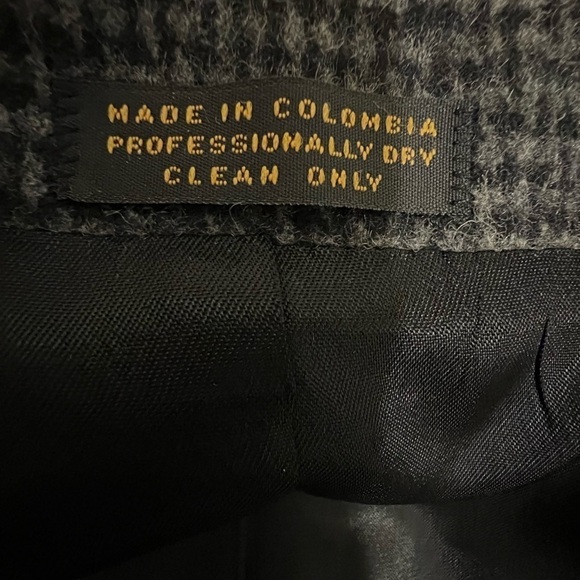 MADE IN COLOMBIA
PROFESSIONALLY DRY
CLEAN ONLY